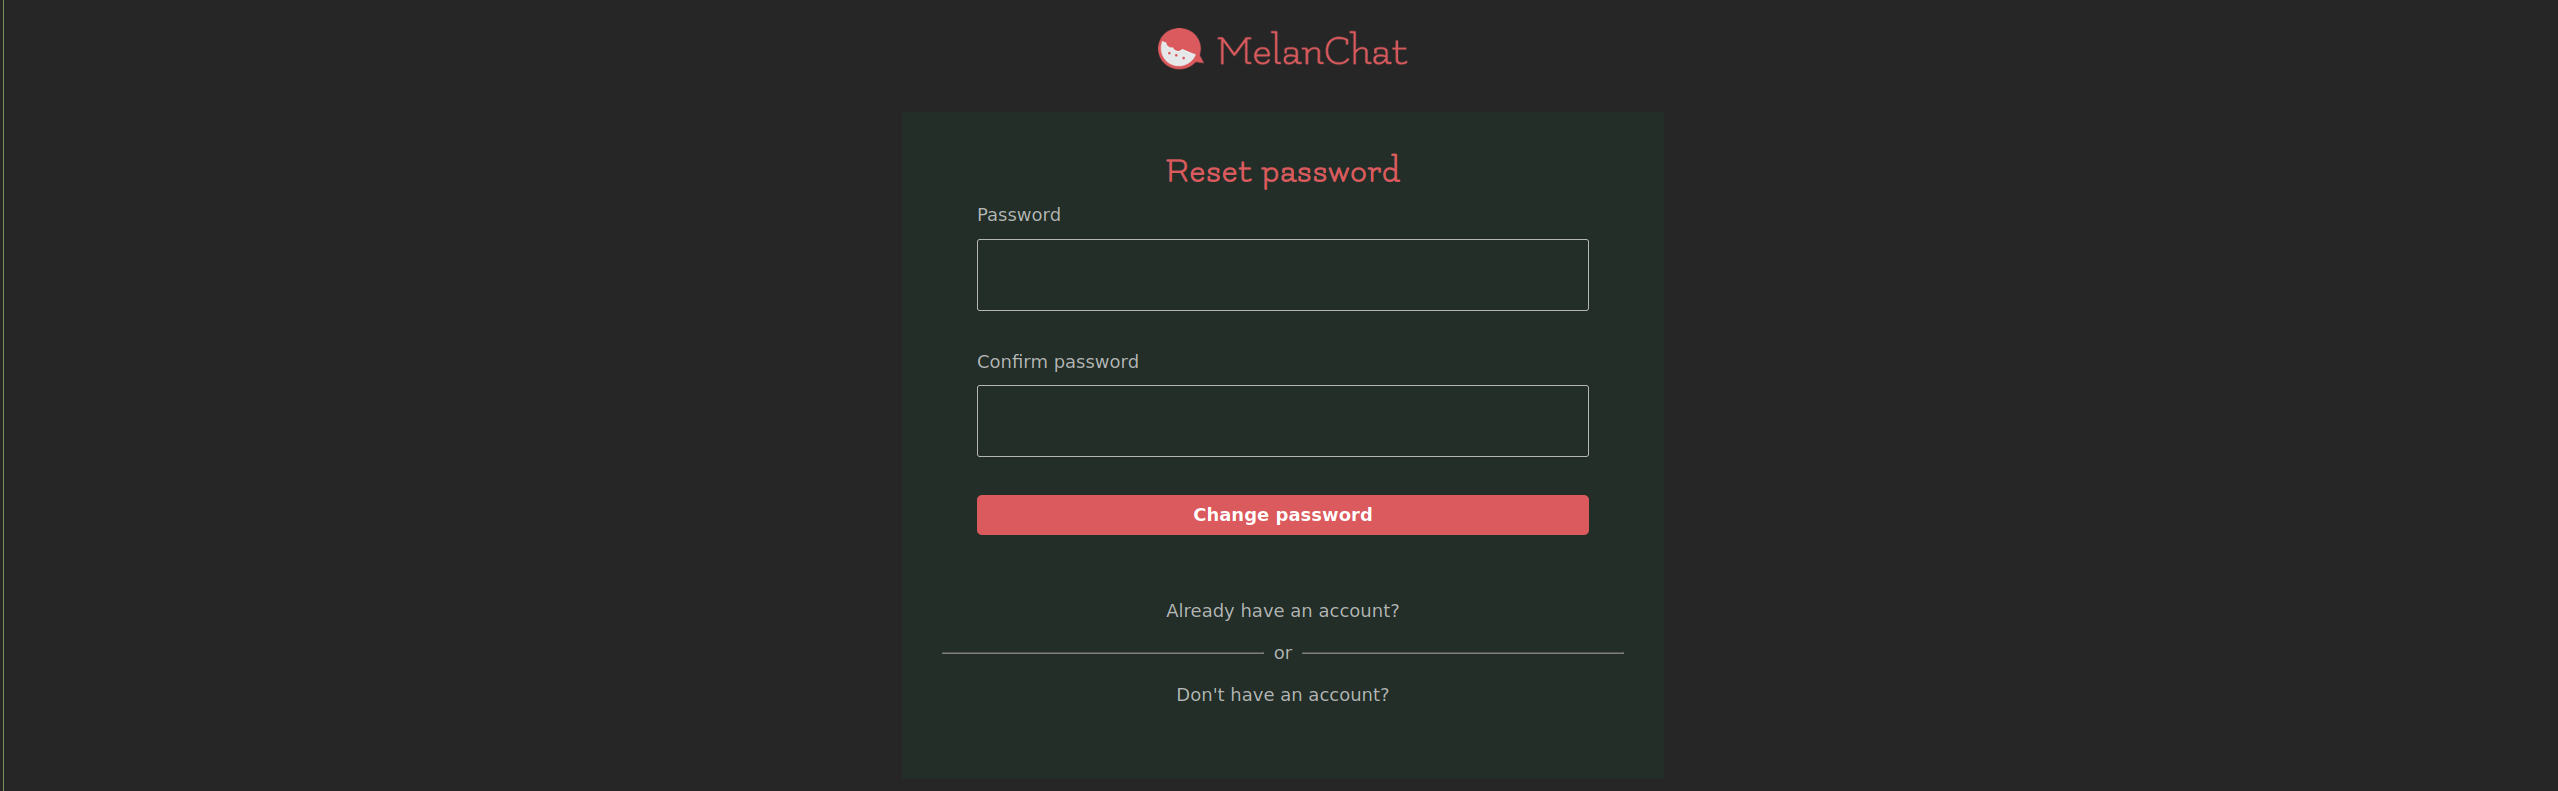 MelanChat
Reset password
Password
Confirm password
Change password
Already have an account?
or
Don't have an account?